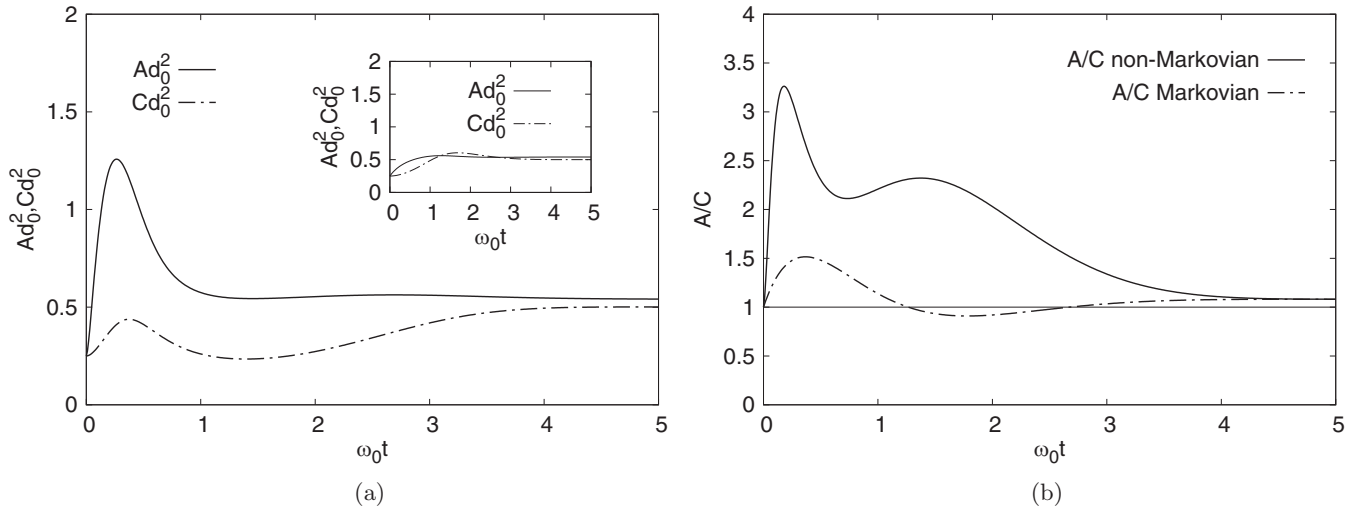 2
1.5
1
0.5
0
Ad₀²,Cd₀²
Ad₀²
Cd₀²
0 1 2 3 4 5
ω₀t
2
1.5
1
0.5
0
Ad₀²,Cd₀²
Ad₀²
Cd₀²
0 1 2 3 4 5
ω₀t
(a)
4
3.5
3
2.5
2
1.5
1
0.5
0
A/C
A/C non-Markovian
A/C Markovian
0 1 2 3 4 5
ω₀t
(b)